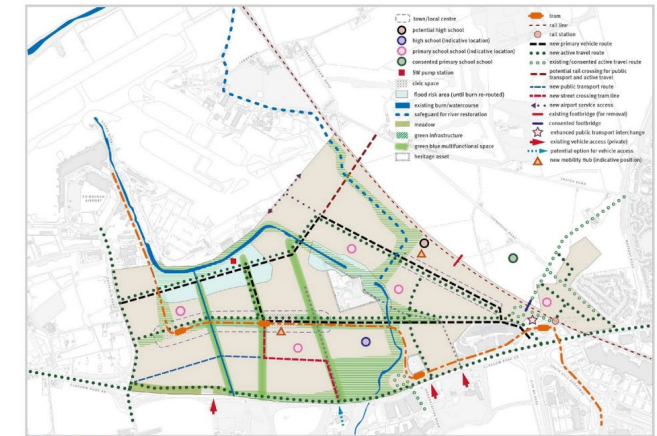 town/local centre
potential high school
high school (indicative location)
primary school (indicative location)
consented primary school
SW pump station
civic space
flood risk area (until burn re-routed)
existing burn/watercourse
safeguard for river restoration
meadow
green infrastructure
green blue multifunctional space
heritage asset
tram
rail line
rail station
new primary vehicle route
new active travel route
existing/consented active travel route
potential rail crossing for public
transport and active travel
new public transport route
new street crossing tram line
new airport service access
existing footbridge (for removal)
consented footbridge
enhanced public transport interchange
existing vehicle access (private)
potential option for vehicle access
new mobility Hub (indicative position)
EDINBURGH
AIRPORT